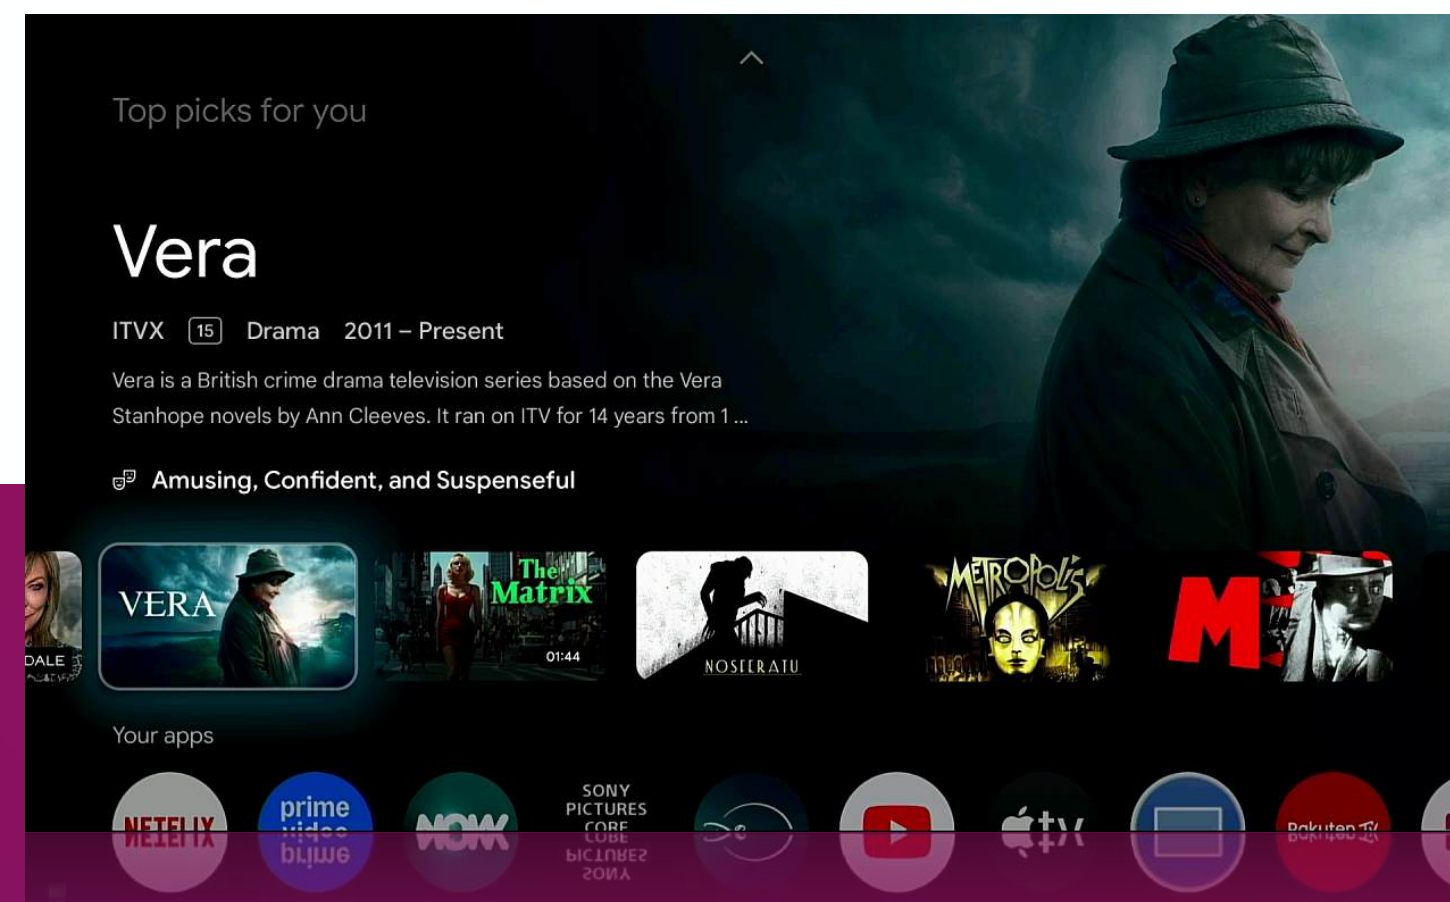 Top picks for you
Vera
ITVX 15 Drama 2011 – Present
Vera is a British crime drama television series based on the Vera
Stanhope novels by Ann Cleeves. It ran on ITV for 14 years from 1 ...
Amusing, Confident, and Suspenseful
DALE
VERA
The
Matrix
01:44
NOSFERATU
METROPOLIS
M
Your apps
NETFLIX
prime
video
NOW
SONY
PICTURES
CORE
tv
Rakuten TV